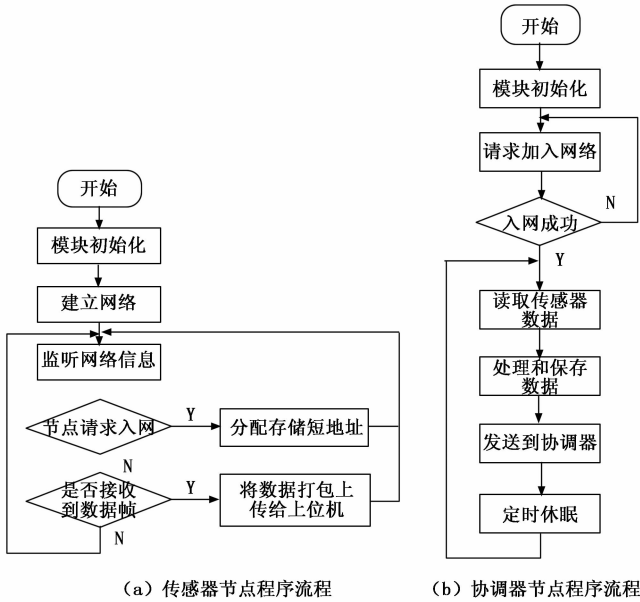 开始
模块初始化
建立网络
监听网络信息
节点请求入网
Y
分配存储短地址
N
是否接收
到数据帧
Y
将数据打包上
传给上位机
N
(a) 传感器节点程序流程
开始
模块初始化
请求加入网络
入网成功
N
Y
读取传感器
数据
处理和保存
数据
发送到协调器
定时休眠
(b) 协调器节点程序流程